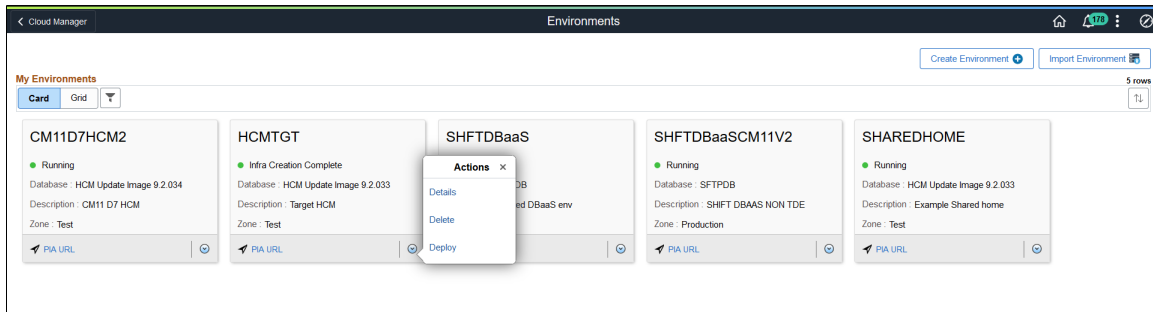 Cloud Manager
Environments
178
Create Environment
Import Environment
My Environments
5 rows
Card Grid
CM11D7HCM2
Running
Database : HCM Update Image 9.2.034
Description : CM11 D7 HCM
Zone : Test
PIA URL
HCMTGT
Infra Creation Complete
Database : HCM Update Image 9.2.033
Description : Target HCM
Zone : Test
PIA URL
Actions ×
Details
Delete
Deploy
SHFTDBaaS
DB
ed DBaaS env
SHFTDBaaSCM11V2
Running
Database : SFTPDB
Description : SHIFT DBAAS NON TDE
Zone : Production
PIA URL
SHAREDHOME
Running
Database : HCM Update Image 9.2.033
Description : Example Shared home
Zone : Test
PIA URL